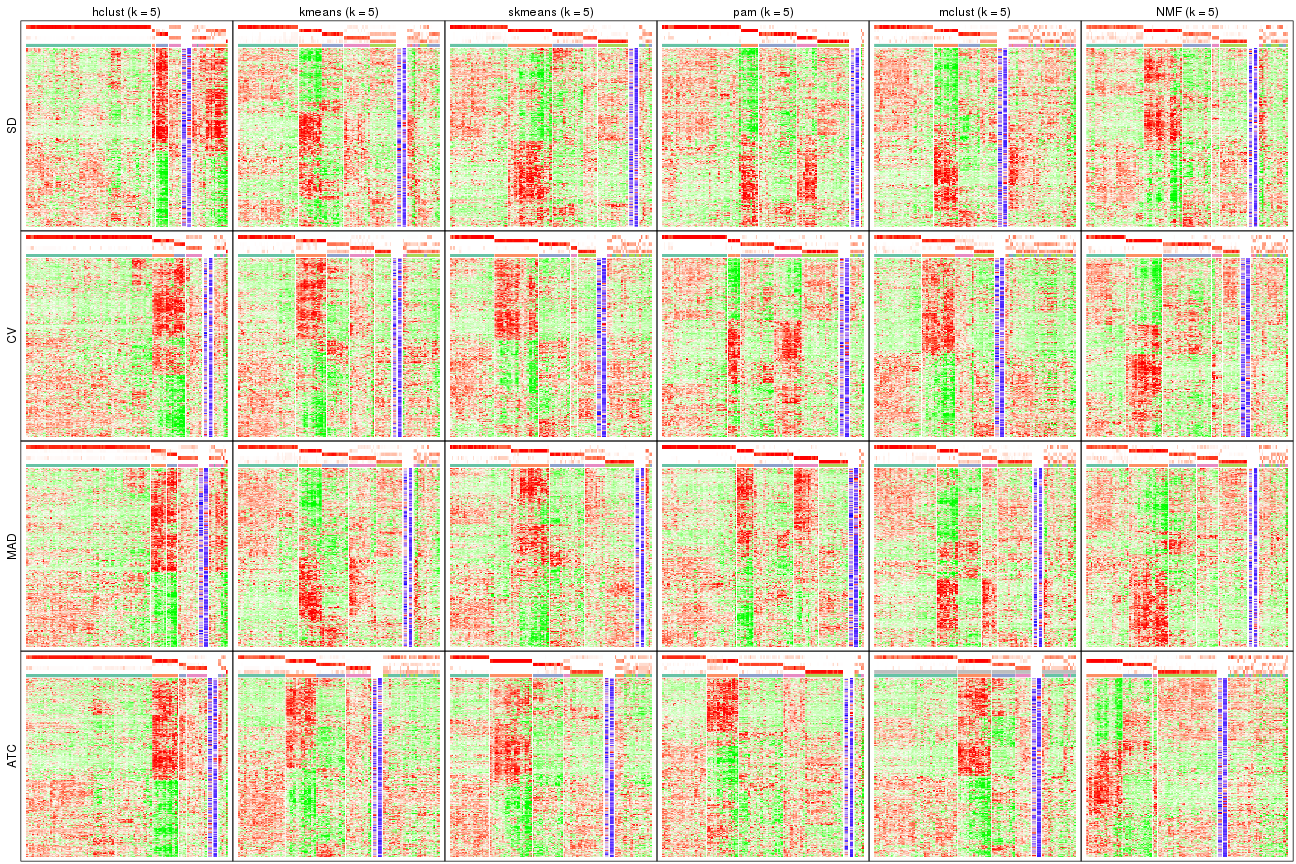 hclust (k = 5) kmeans (k = 5) skmeans (k = 5) pam (k = 5) mclust (k = 5) NMF (k = 5)
SD
CV
MAD
ATC